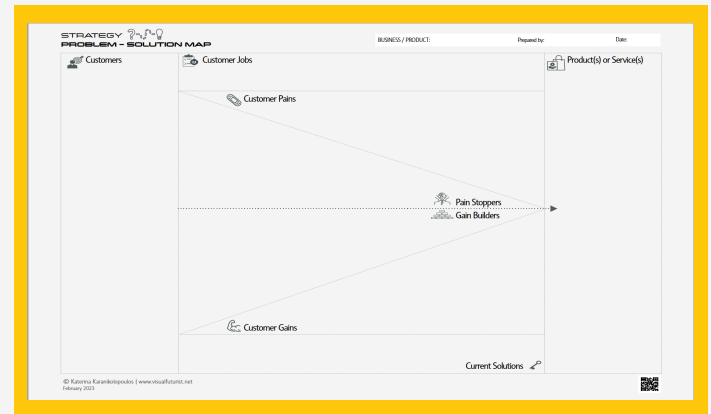 STRATEGY
PROBLEM - SOLUTION MAP
BUSINESS / PRODUCT:
Prepared by:
Date:
Customers
Customer Jobs
Product(s) or Service(s)
Customer Pains
Pain Stoppers
Gain Builders
Customer Gains
Current Solutions
© Katerina Karanikolopoulos | www.visualfuturist.net
February 2023